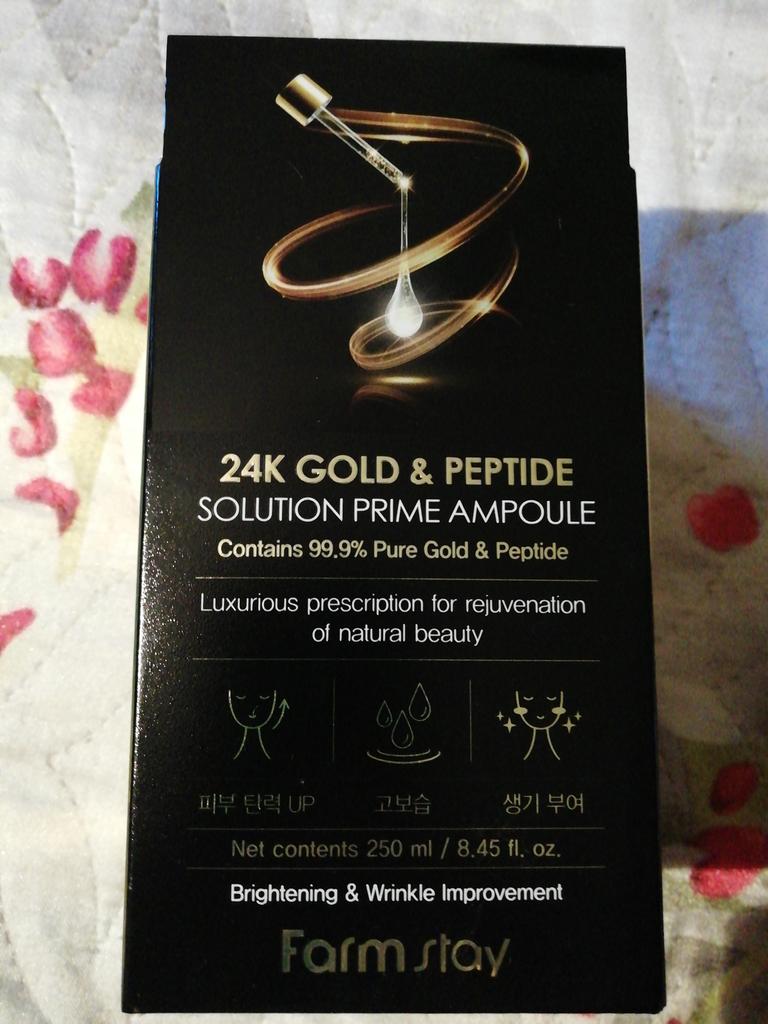 24K GOLD & PEPTIDE
SOLUTION PRIME AMPOULE
Contains 99.9% Pure Gold & Peptide
Luxurious prescription for rejuvenation
of natural beauty
피부 탄력 UP 고보습 생기 부여
Net contents 250 ml / 8.45 fl. oz.
Brightening & Wrinkle Improvement
Farmstay